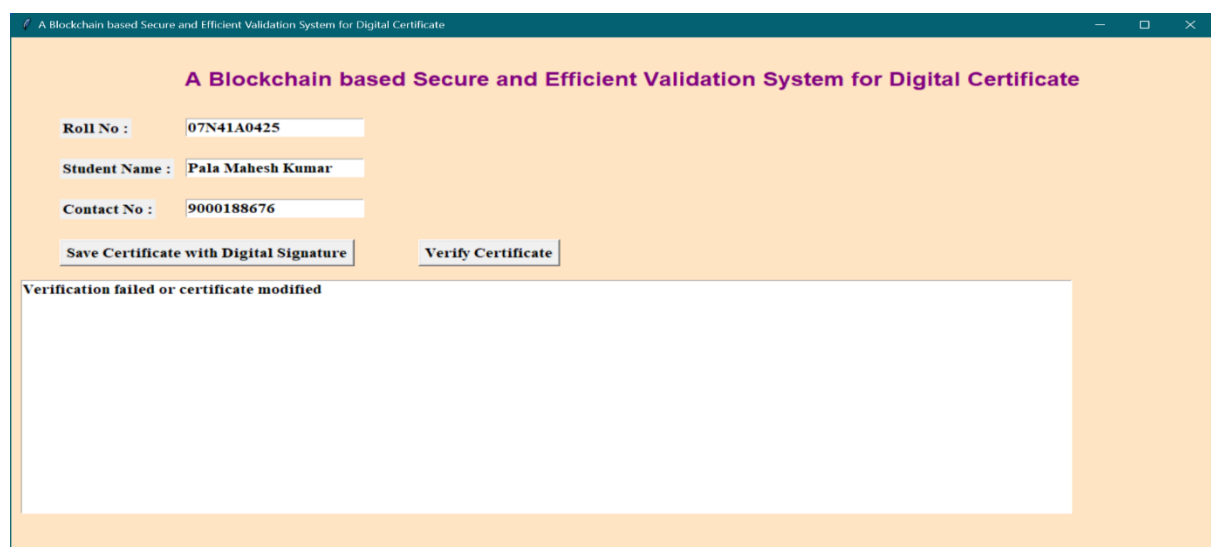 A Blockchain based Secure and Efficient Validation System for Digital Certificate
A Blockchain based Secure and Efficient Validation System for Digital Certificate
Roll No : 07N41A0425
Student Name : Pala Mahesh Kumar
Contact No : 9000188676
Save Certificate with Digital Signature Verify Certificate
Verification failed or certificate modified